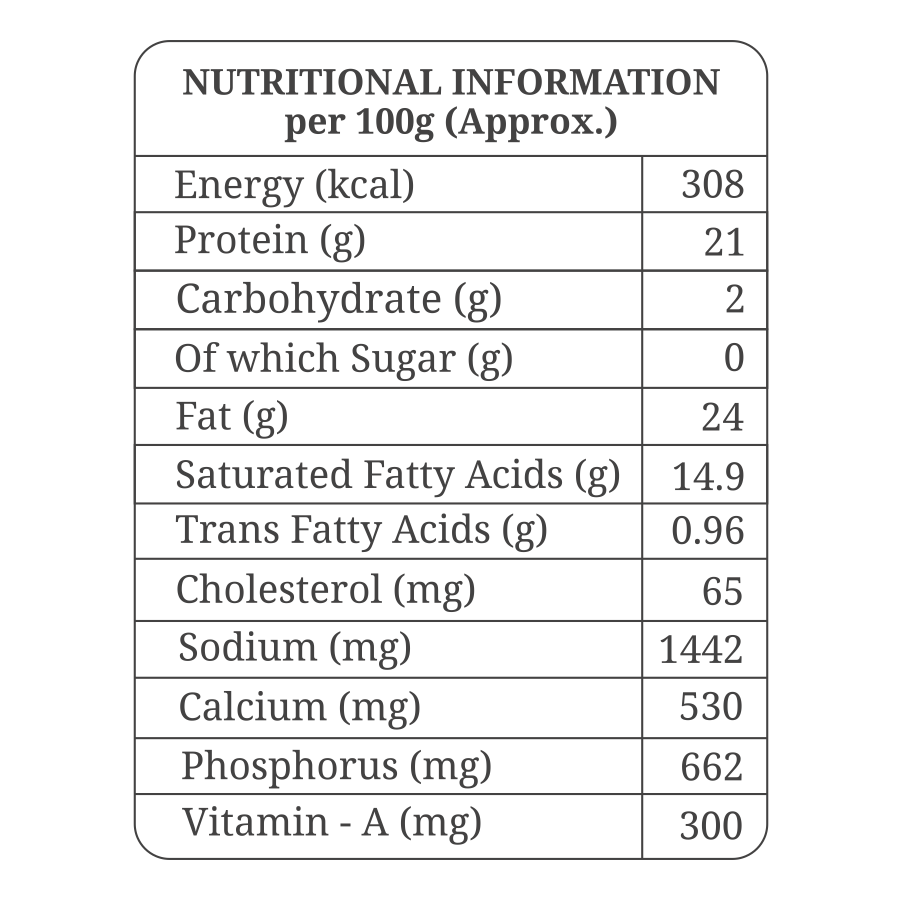 NUTRITIONAL INFORMATION
per 100g (Approx.)
Energy (kcal) 308
Protein (g) 21
Carbohydrate (g) 2
Of which Sugar (g) 0
Fat (g) 24
Saturated Fatty Acids (g) 14.9
Trans Fatty Acids (g) 0.96
Cholesterol (mg) 65
Sodium (mg) 1442
Calcium (mg) 530
Phosphorus (mg) 662
Vitamin - A (mg) 300